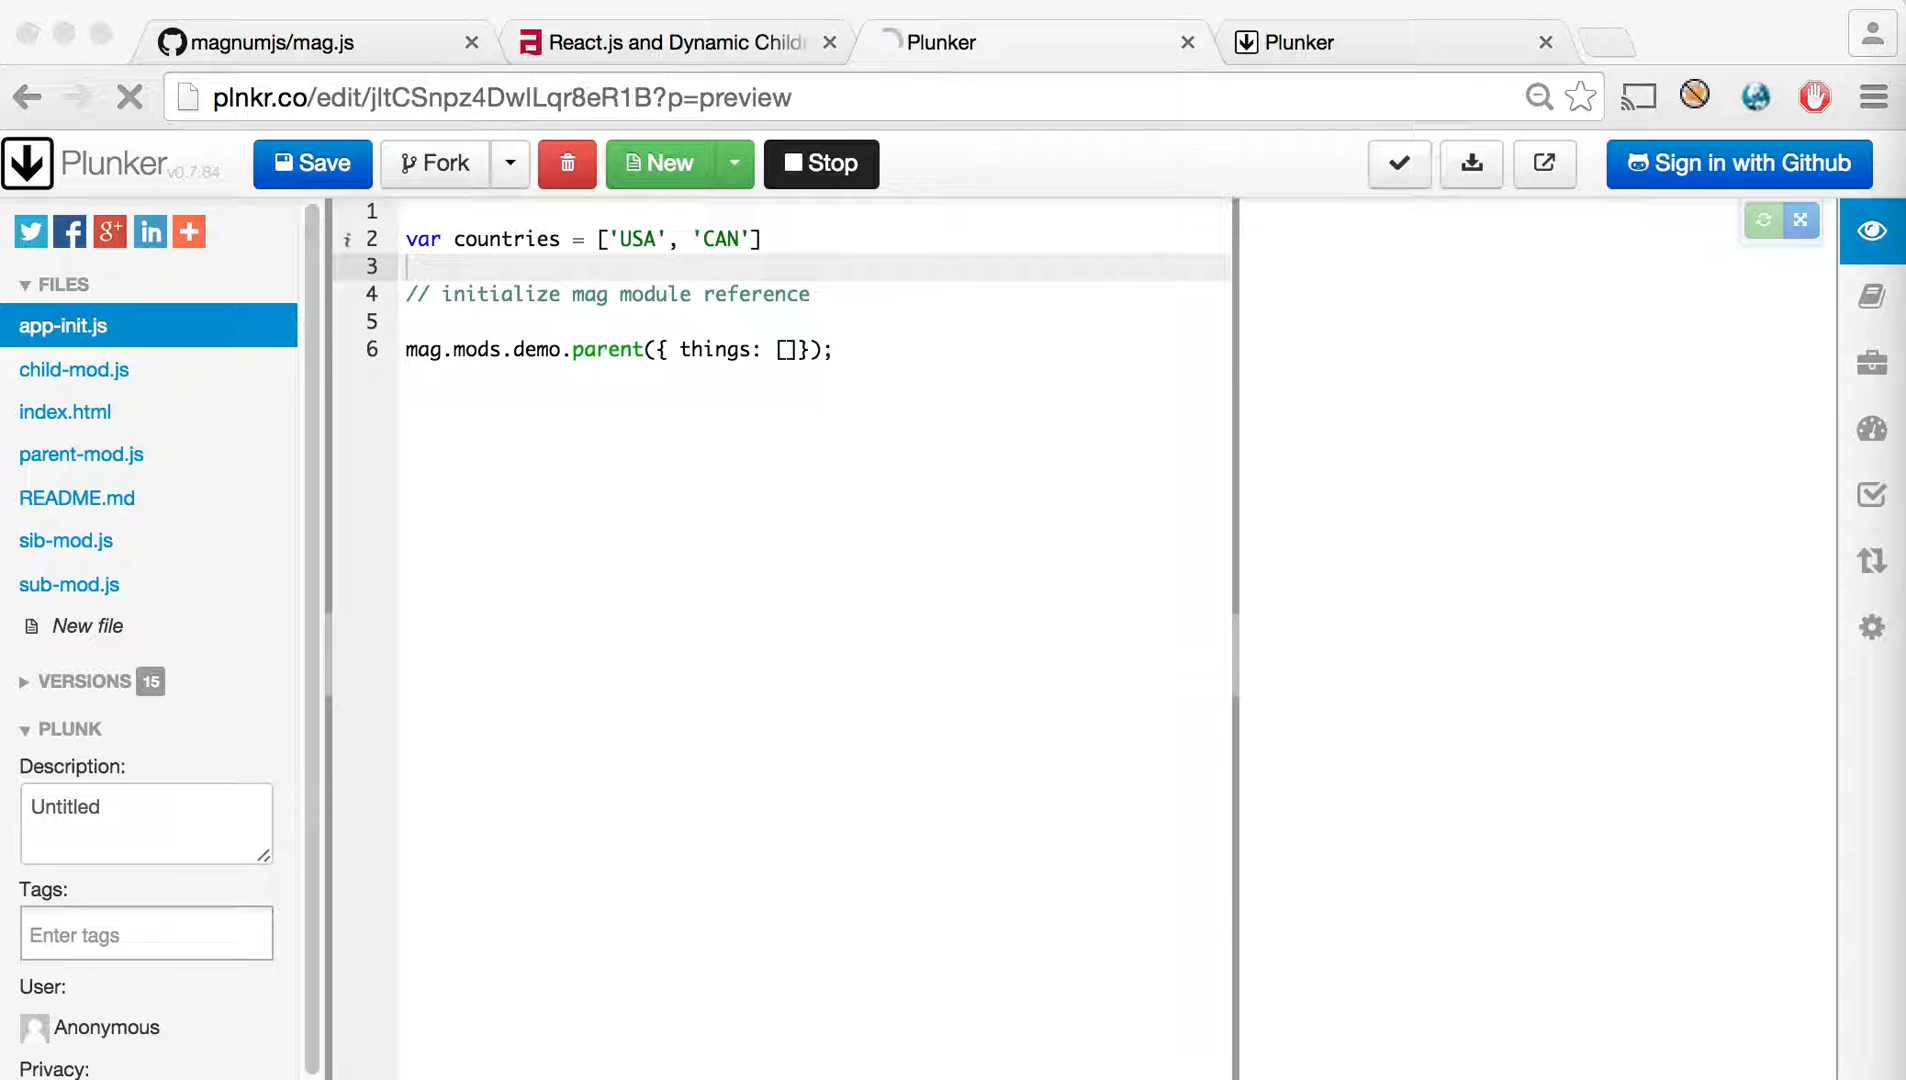 magnumjs/mag.js
React.js and Dynamic Child
Plunker
Plunker
plnkr.co/edit/jltCSnpz4DwlLqr8eR1B?p=preview
Plunker v0.7.84
Save
Fork
New
Stop
Sign in with Github
FILES
app-init.js
child-mod.js
index.html
parent-mod.js
README.md
sib-mod.js
sub-mod.js
New file
VERSIONS 15
PLUNK
Description:
Untitled
Tags:
Enter tags
User:
Anonymous
Privacy:
1
i 2 var countries = ['USA', 'CAN']
3
4 // initialize mag module reference
5
6 mag.mods.demo.parent({ things: []});